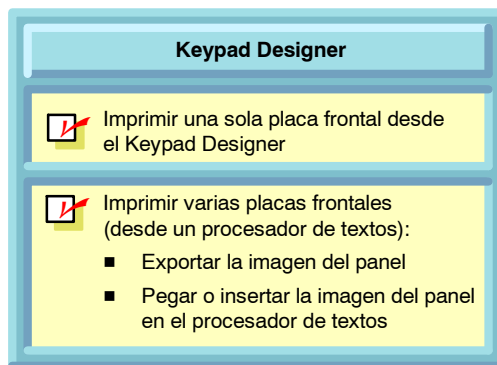 Keypad Designer
Imprimir una sola placa frontal desde
el Keypad Designer
Imprimir varias placas frontales
(desde un procesador de textos):
■ Exportar la imagen del panel
■ Pegar o insertar la imagen del panel
en el procesador de textos